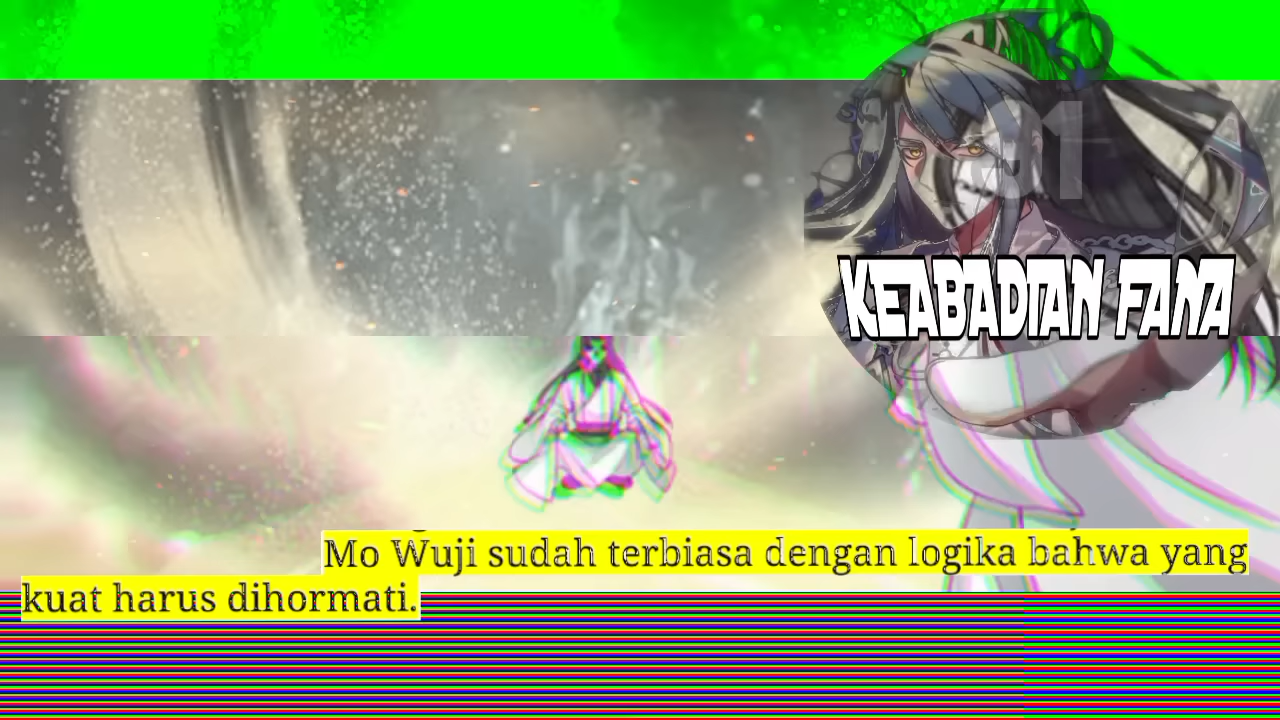 KEABADIAN FANA
Mo Wuji sudah terbiasa dengan logika bahwa yang
kuat harus dihormati.